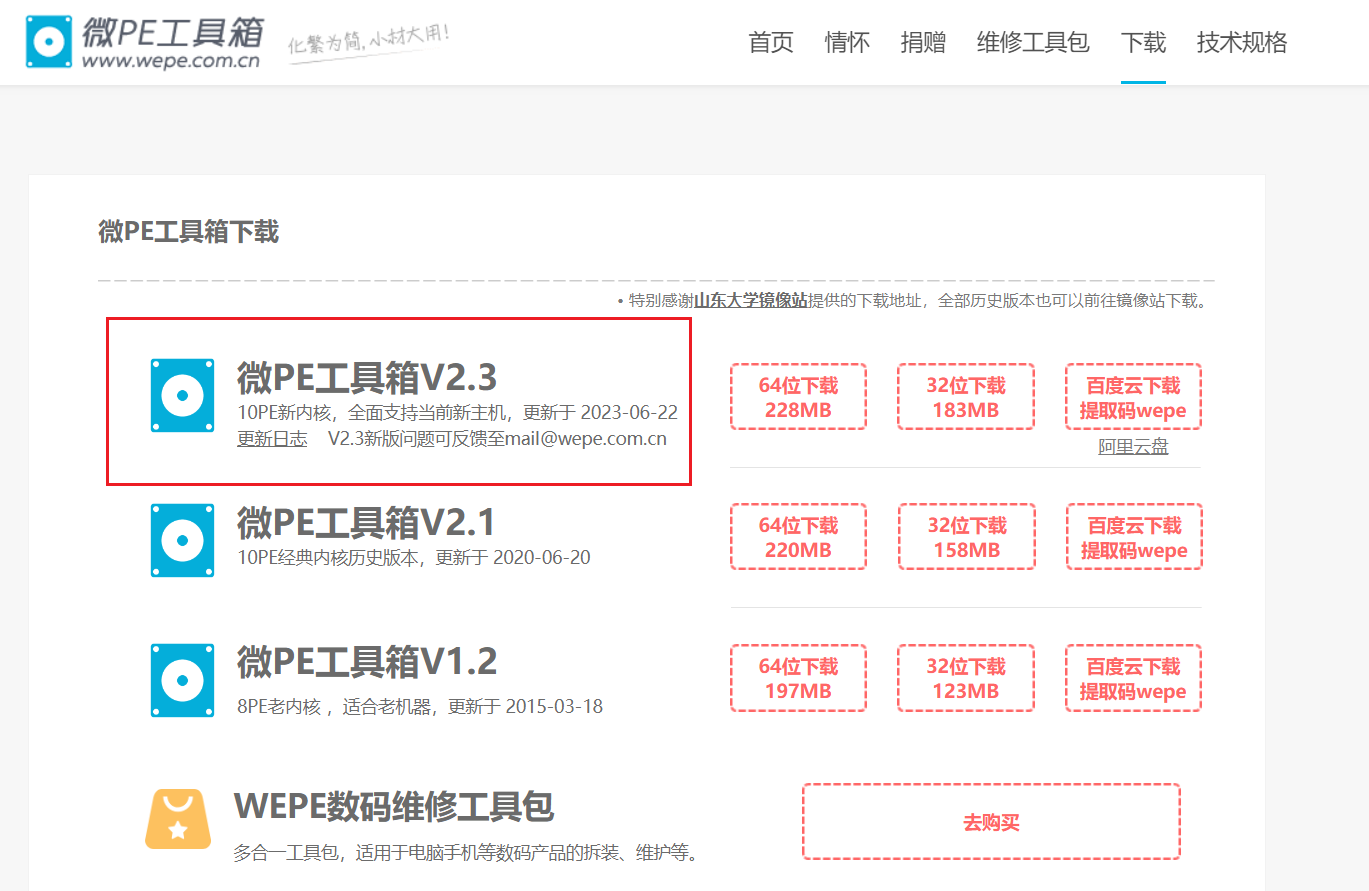 微PE工具箱
www.wepe.com.cn
化繁为简,小材大用!
首页 情怀 捐赠 维修工具包 下载 技术规格
微PE工具箱下载
• 特别感谢山东大学镜像站提供的下载地址，全部历史版本也可以前往镜像站下载。
微PE工具箱V2.3
10PE新内核，全面支持当前新主机，更新于 2023-06-22
更新日志 V2.3新版问题可反馈至mail@wepe.com.cn
64位下载
228MB
32位下载
183MB
百度云下载
提取码wepe
阿里云盘
微PE工具箱V2.1
10PE经典内核历史版本，更新于 2020-06-20
64位下载
220MB
32位下载
158MB
百度云下载
提取码wepe
微PE工具箱V1.2
8PE老内核 ，适合老机器，更新于 2015-03-18
64位下载
197MB
32位下载
123MB
百度云下载
提取码wepe
WEPE数码维修工具包
多合一工具包，适用于电脑手机等数码产品的拆装、维护等。
去购买